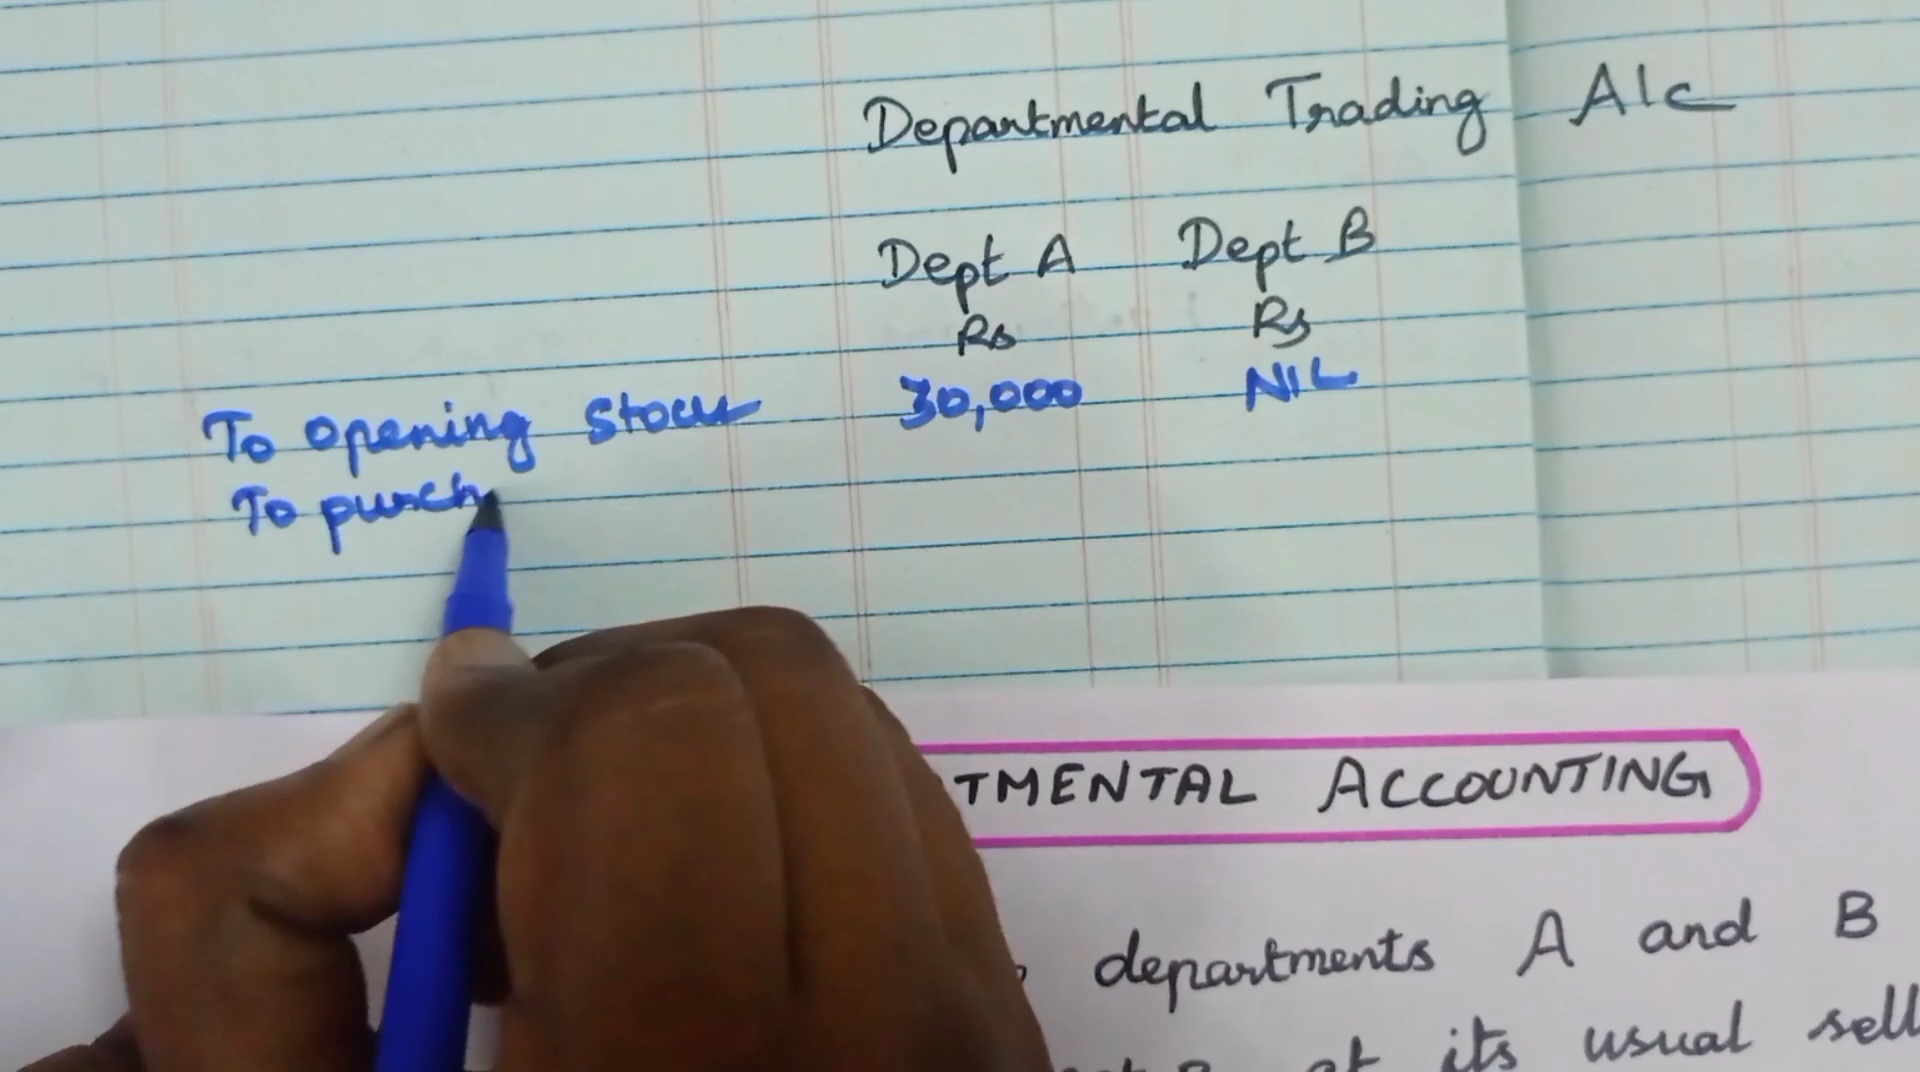 Departmental Trading A/c
Dept A Dept B
Rs Rs
To opening Stock 30,000 NIL
To purch
TMENTAL ACCOUNTING
departments A and B
at its usual sell